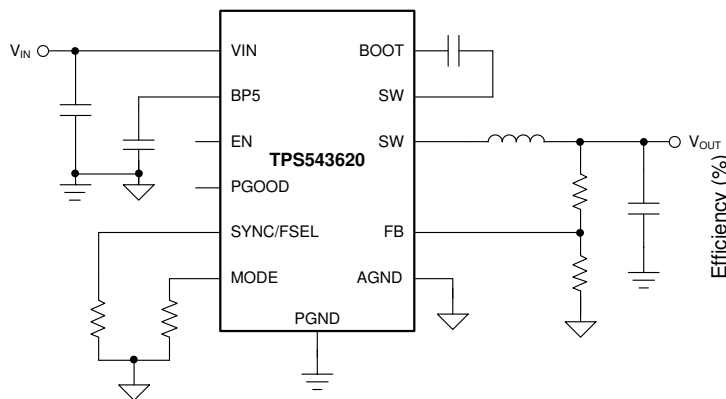 VIN
VIN
BOOT
BP5
SW
EN
SW
VOUT
TPS543620
PGOOD
SYNC/FSEL
FB
MODE
AGND
PGND
Efficiency (%)